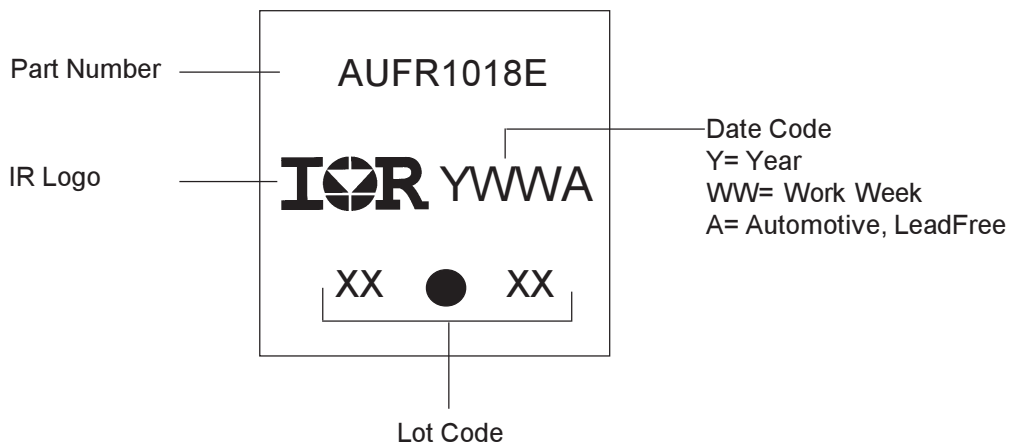 Part Number
AUFR1018E
Date Code
Y= Year
WW= Work Week
A= Automotive, LeadFree
IR Logo
IOR YWWA
XX XX
Lot Code